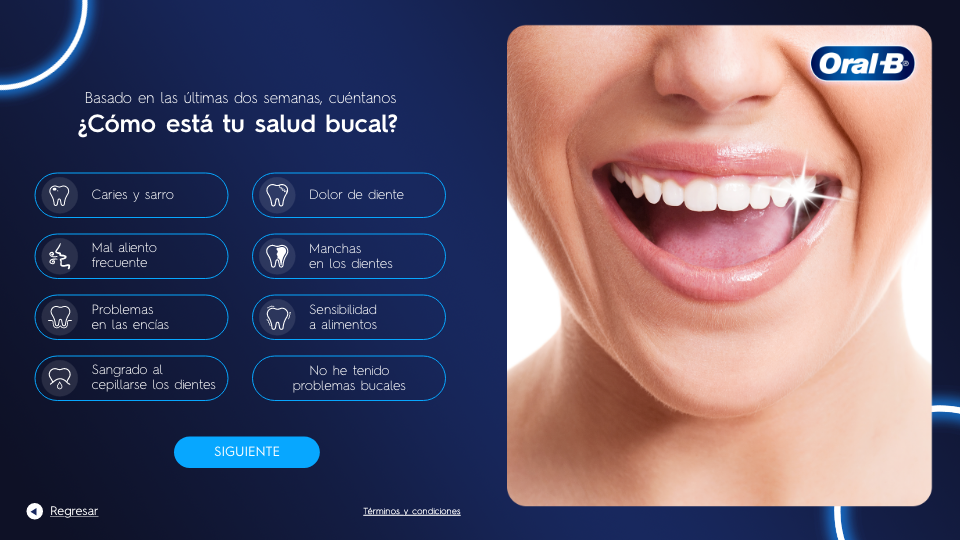 Basado en las últimas dos semanas, cuéntanos
¿Cómo está tu salud bucal?
Caries y sarro
Dolor de diente
Mal aliento
frecuente
Manchas
en los dientes
Problemas
en las encías
Sensibilidad
a alimentos
Sangrado al
cepillarse los dientes
No he tenido
problemas bucales
SIGUIENTE
Regresar
Términos y condiciones
Oral-B®